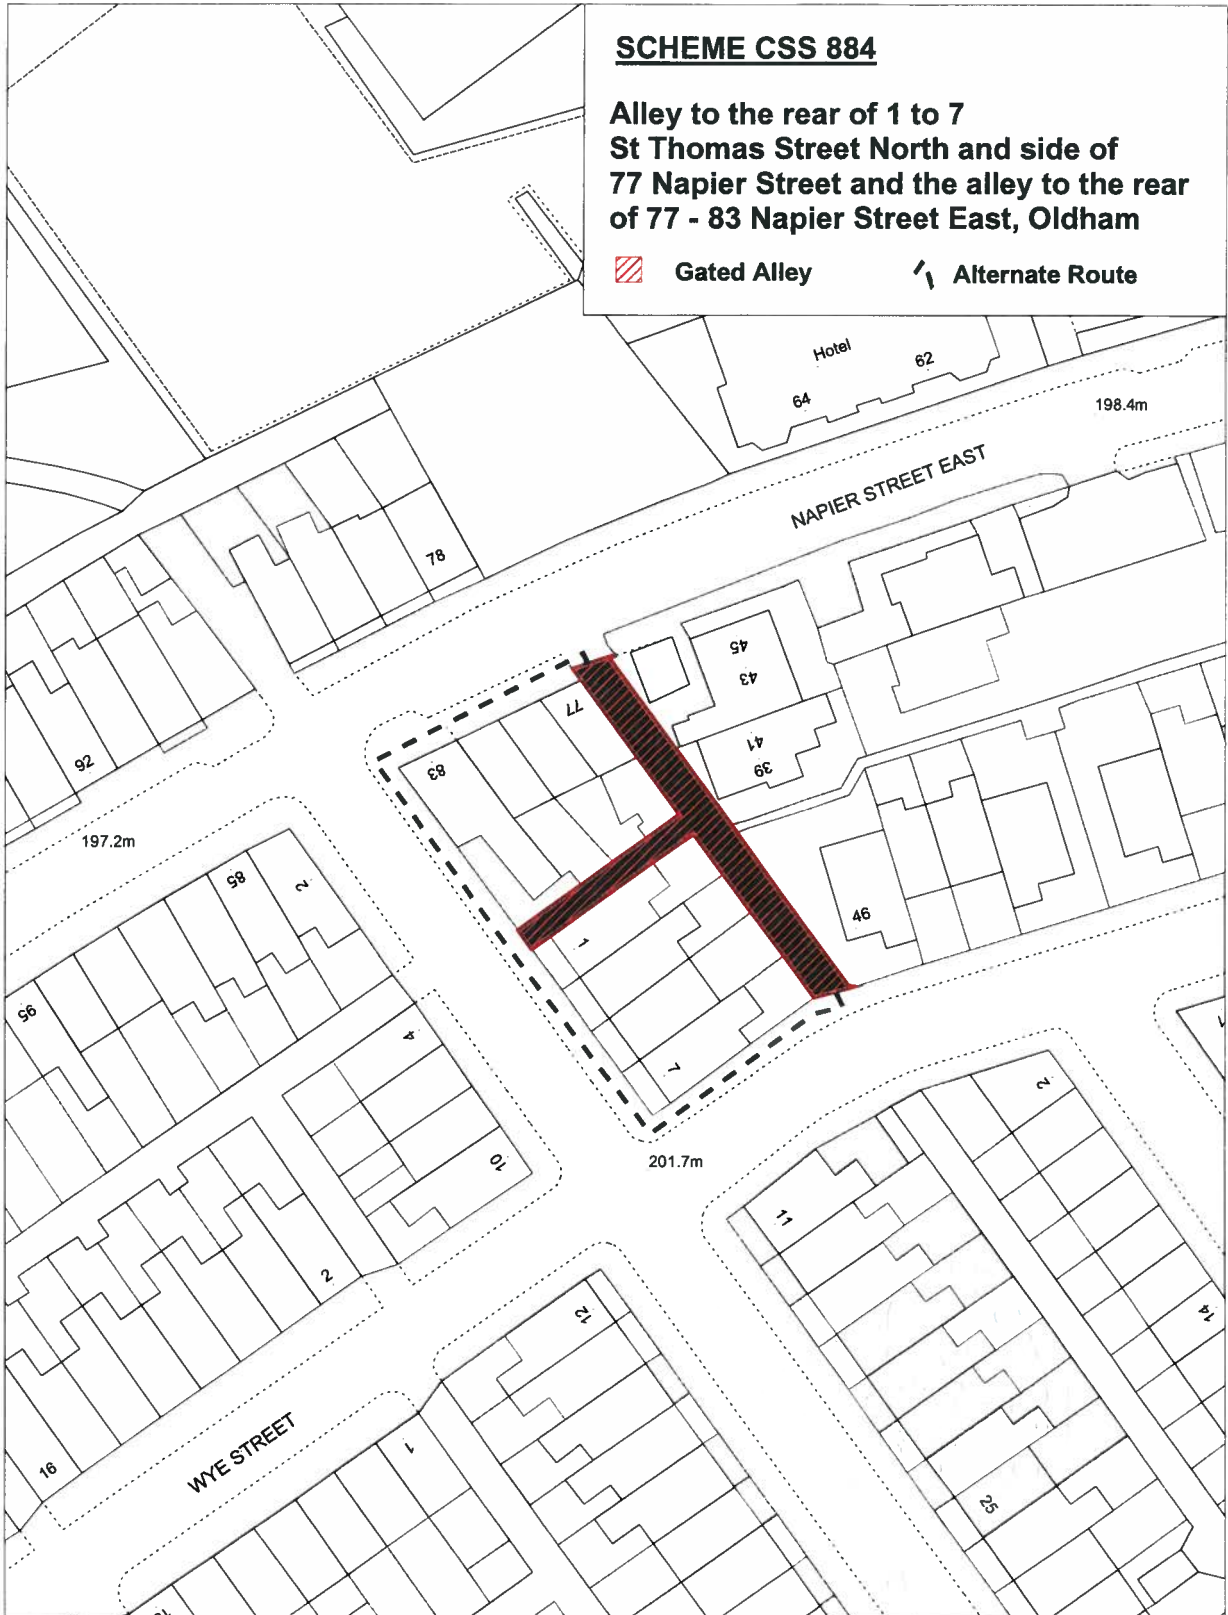 SCHEME CSS 884
Alley to the rear of 1 to 7
St Thomas Street North and side of
77 Napier Street and the alley to the rear
of 77 - 83 Napier Street East, Oldham
Gated Alley
Alternate Route
Hotel
62
64
198.4m
NAPIER STREET EAST
78
45
43
77
41
39
83
92
197.2m
85
2
46
1
95
4
7
2
10
201.7m
11
2
12
14
1
16
WYE STREET
25